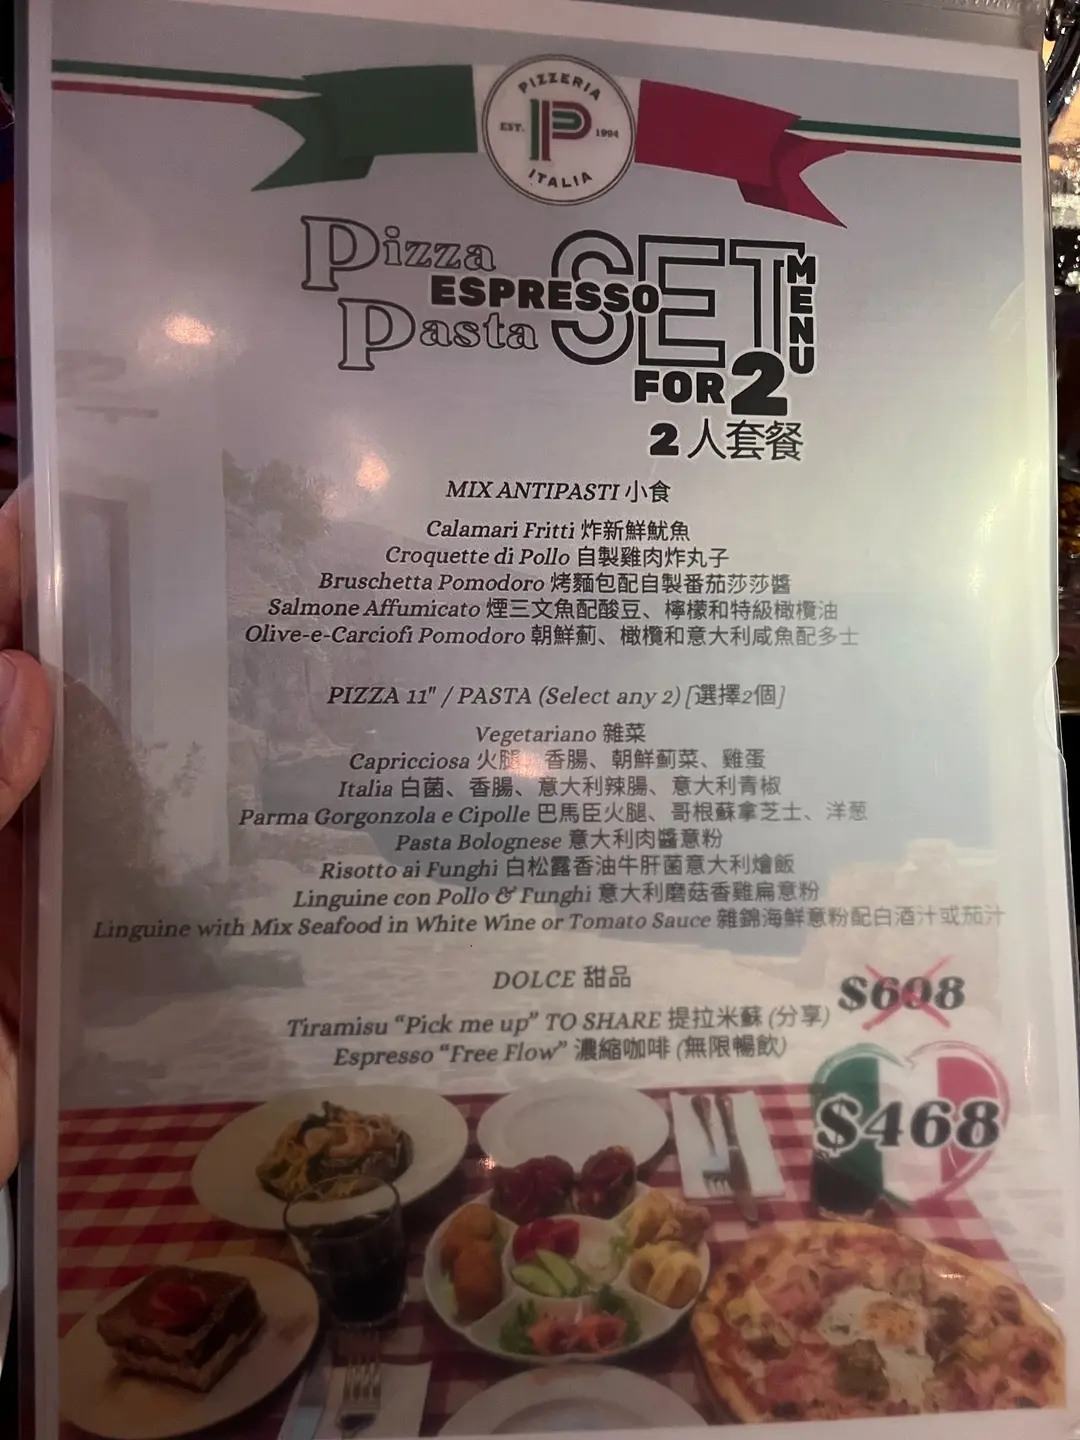 PIZZERIA
EST. 1994
ITALIA
Pizza
ESPRESSO
Pasta
SET
MENU
FOR 2
2 人套餐
MIX ANTIPASTI 小食
Calamari Fritti 炸新鮮魷魚
Croquette di Pollo 自製雞肉炸丸子
Bruschetta Pomodoro 烤麵包配自製番茄莎莎醬
Salmone Affumicato 煙三文魚配酸豆、檸檬和特級橄欖油
Olive-e-Carciofi Pomodoro 朝鮮薊、橄欖和意大利咸魚配多士
PIZZA 11" / PASTA (Select any 2) [選擇2個]
Vegetariano 雜菜
Capricciosa 火腿、香腸、朝鮮薊菜、雞蛋
Italia 白菌、香腸、意大利辣腸、意大利青椒
Parma Gorgonzola e Cipolle 巴馬臣火腿、哥根蘇拿芝士、洋葱
Pasta Bolognese 意大利肉醬意粉
Risotto ai Funghi 白松露香油牛肝菌意大利燴飯
Linguine con Pollo & Funghi 意大利磨菇香雞扁意粉
Linguine with Mix Seafood in White Wine or Tomato Sauce 雜錦海鮮意粉配白酒汁或茄汁
DOLCE 甜品
Tiramisu “Pick me up” TO SHARE 提拉米蘇 (分享)
Espresso “Free Flow” 濃縮咖啡 (無限暢飲)
$608
$468